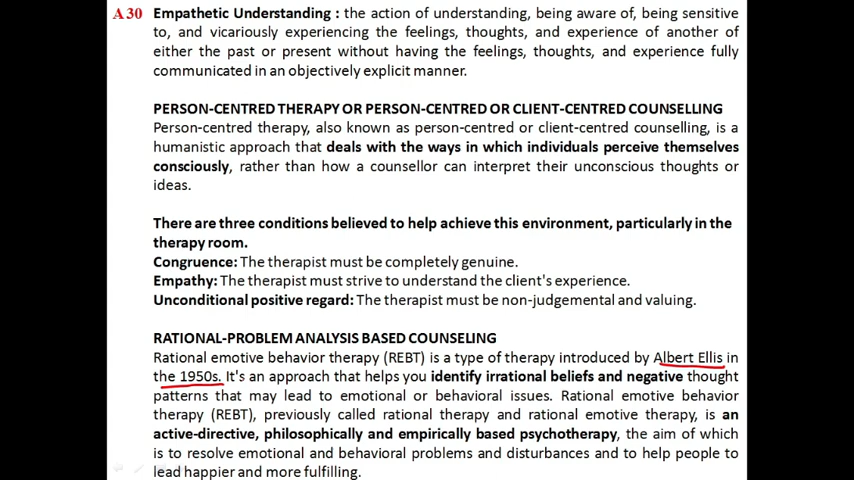 A 30 Empathetic Understanding : the action of understanding, being aware of, being sensitive
to, and vicariously experiencing the feelings, thoughts, and experience of another of
either the past or present without having the feelings, thoughts, and experience fully
communicated in an objectively explicit manner.
PERSON-CENTRED THERAPY OR PERSON-CENTRED OR CLIENT-CENTRED COUNSELLING
Person-centred therapy, also known as person-centred or client-centred counselling, is a
humanistic approach that deals with the ways in which individuals perceive themselves
consciously, rather than how a counsellor can interpret their unconscious thoughts or
ideas.
There are three conditions believed to help achieve this environment, particularly in the
therapy room.
Congruence: The therapist must be completely genuine.
Empathy: The therapist must strive to understand the client's experience.
Unconditional positive regard: The therapist must be non-judgemental and valuing.
RATIONAL-PROBLEM ANALYSIS BASED COUNSELING
Rational emotive behavior therapy (REBT) is a type of therapy introduced by Albert Ellis in
the 1950s. It's an approach that helps you identify irrational beliefs and negative thought
patterns that may lead to emotional or behavioral issues. Rational emotive behavior
therapy (REBT), previously called rational therapy and rational emotive therapy, is an
active-directive, philosophically and empirically based psychotherapy, the aim of which
is to resolve emotional and behavioral problems and disturbances and to help people to
lead happier and more fulfilling.